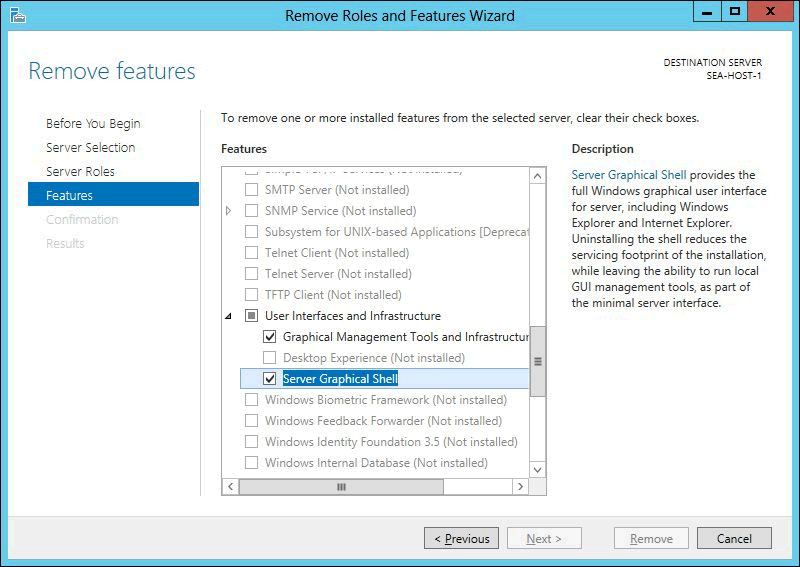 Remove Roles and Features Wizard
Remove features
DESTINATION SERVER
SEA-HOST-1
Before You Begin
Server Selection
Server Roles
Features
Confirmation
Results
To remove one or more installed features from the selected server, clear their check boxes.
Features
SMTP Server (Not installed)
SNMP Service (Not installed)
Subsystem for UNIX-based Applications [Deprecat
Telnet Client (Not installed)
Telnet Server (Not installed)
TFTP Client (Not installed)
User Interfaces and Infrastructure
Graphical Management Tools and Infrastructur
Desktop Experience (Not installed)
Server Graphical Shell
Windows Biometric Framework (Not installed)
Windows Feedback Forwarder (Not installed)
Windows Identity Foundation 3.5 (Not installed)
Windows Internal Database (Not installed)
Description
Server Graphical Shell provides the
full Windows graphical user interface
for server, including Windows
Explorer and Internet Explorer.
Uninstalling the shell reduces the
servicing footprint of the installation,
while leaving the ability to run local
GUI management tools, as part of
the minimal server interface.
< Previous
Next >
Remove
Cancel